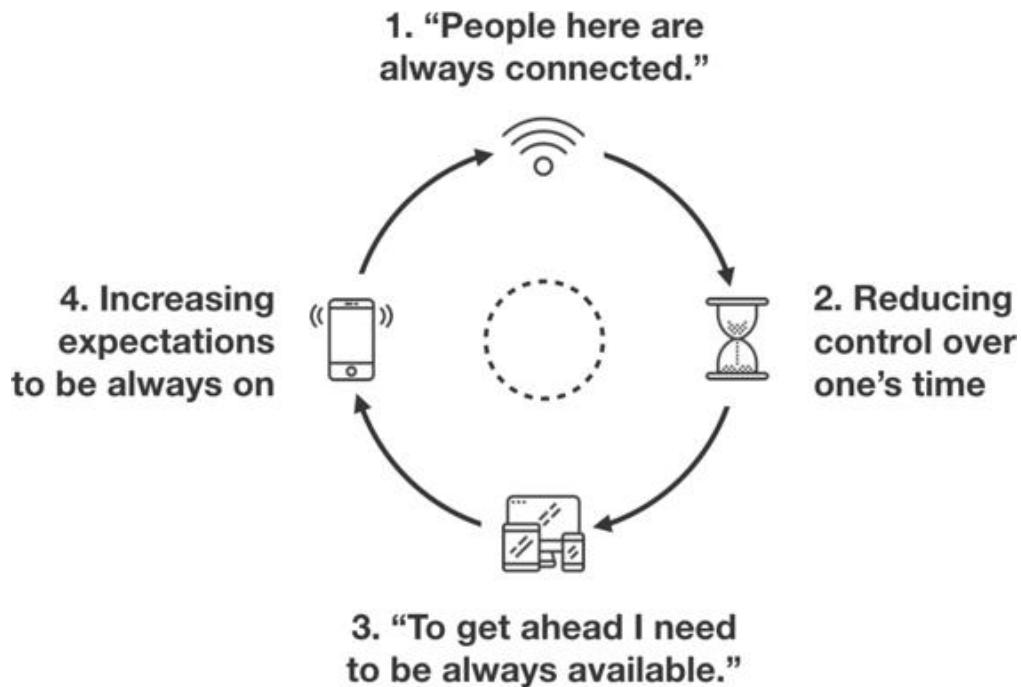 1. “People here are
always connected.”
2. Reducing
control over
one’s time
3. “To get ahead I need
to be always available.”
4. Increasing
expectations
to be always on